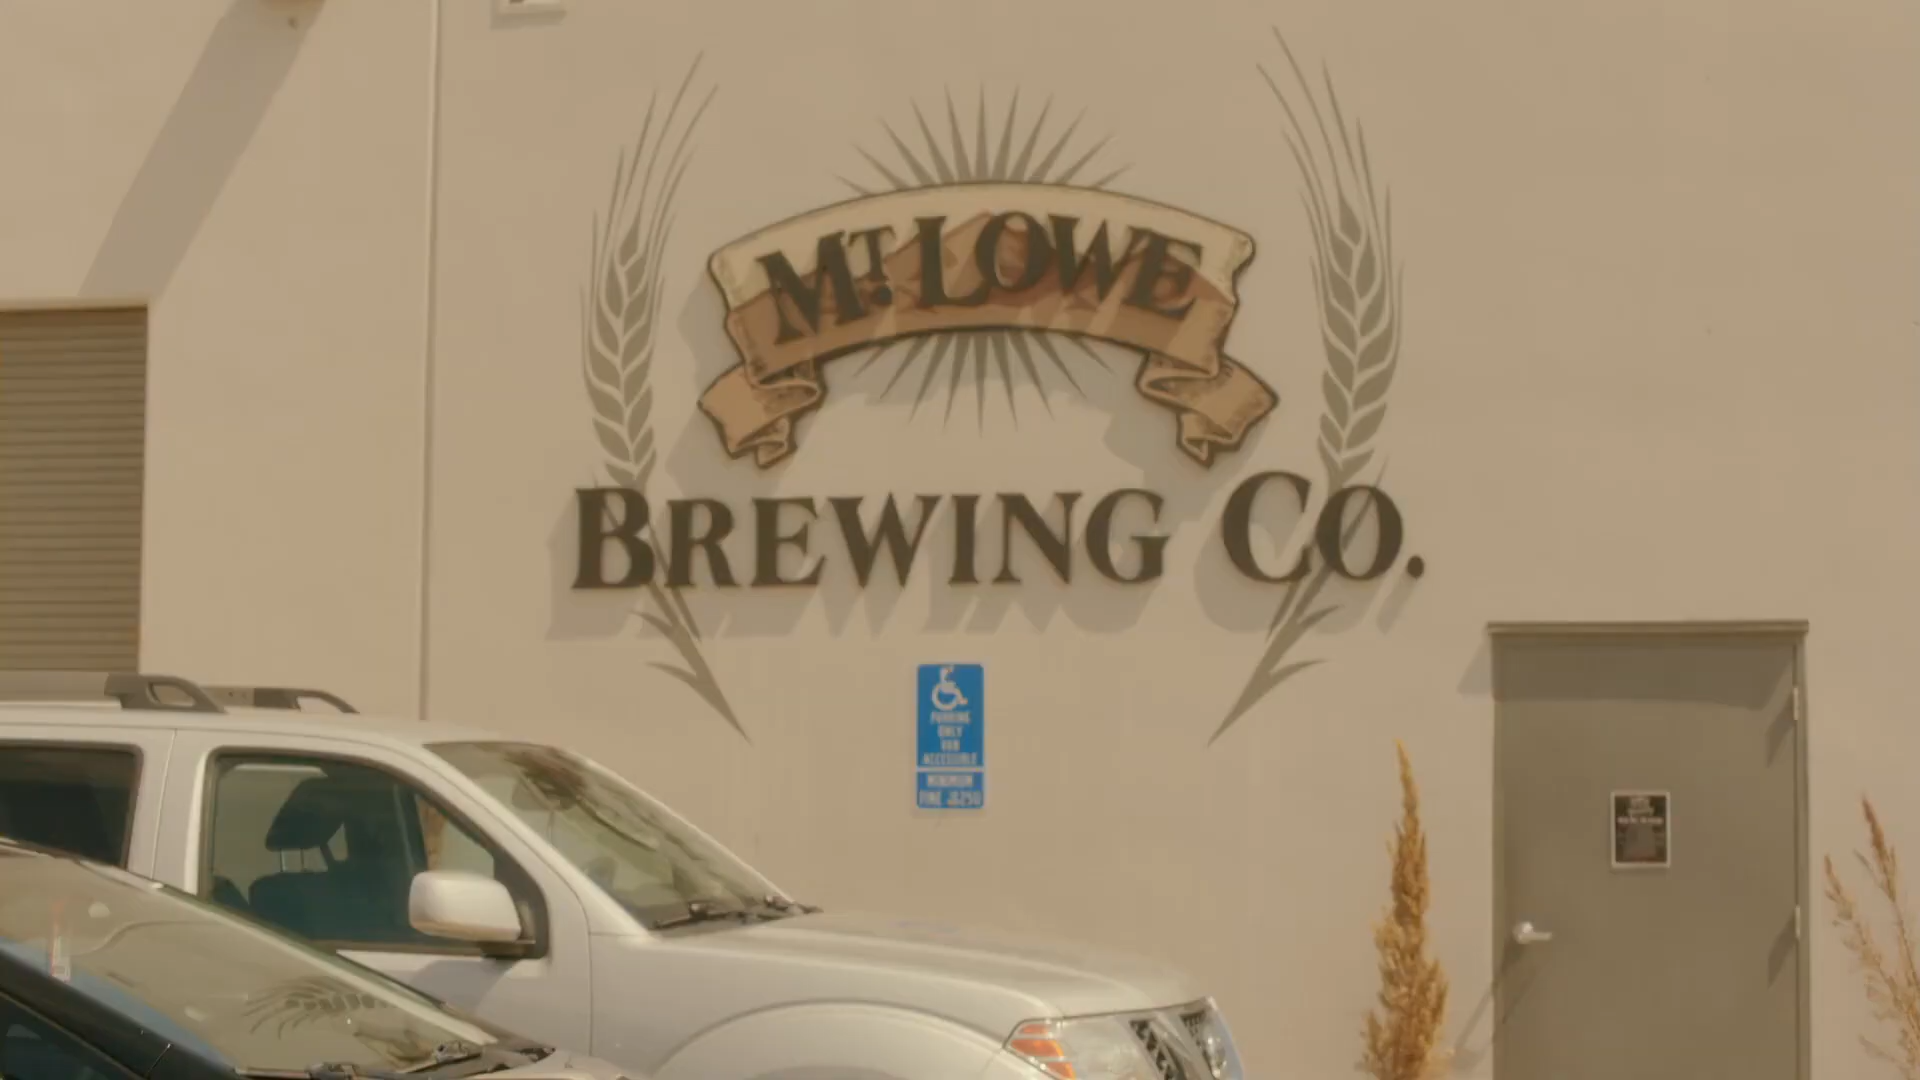 MT. LOWE
BREWING CO.
PARKING
ONLY
VAN
ACCESSIBLE
MINIMUM
FINE $250